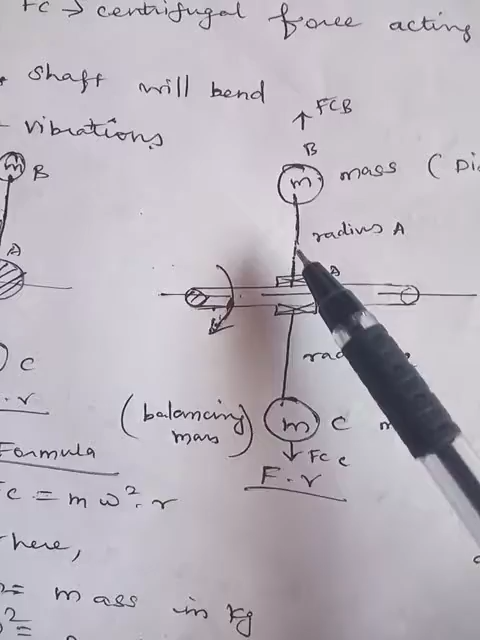 Fc → centrifugal force acting
shaft will bend
vibrations
FCB
B
m B
m mass (
radius A
A
A
C
(balancing mass)
m C
Fc c
F.r
Formula
Fc = m ω². r
here,
= mass in kg